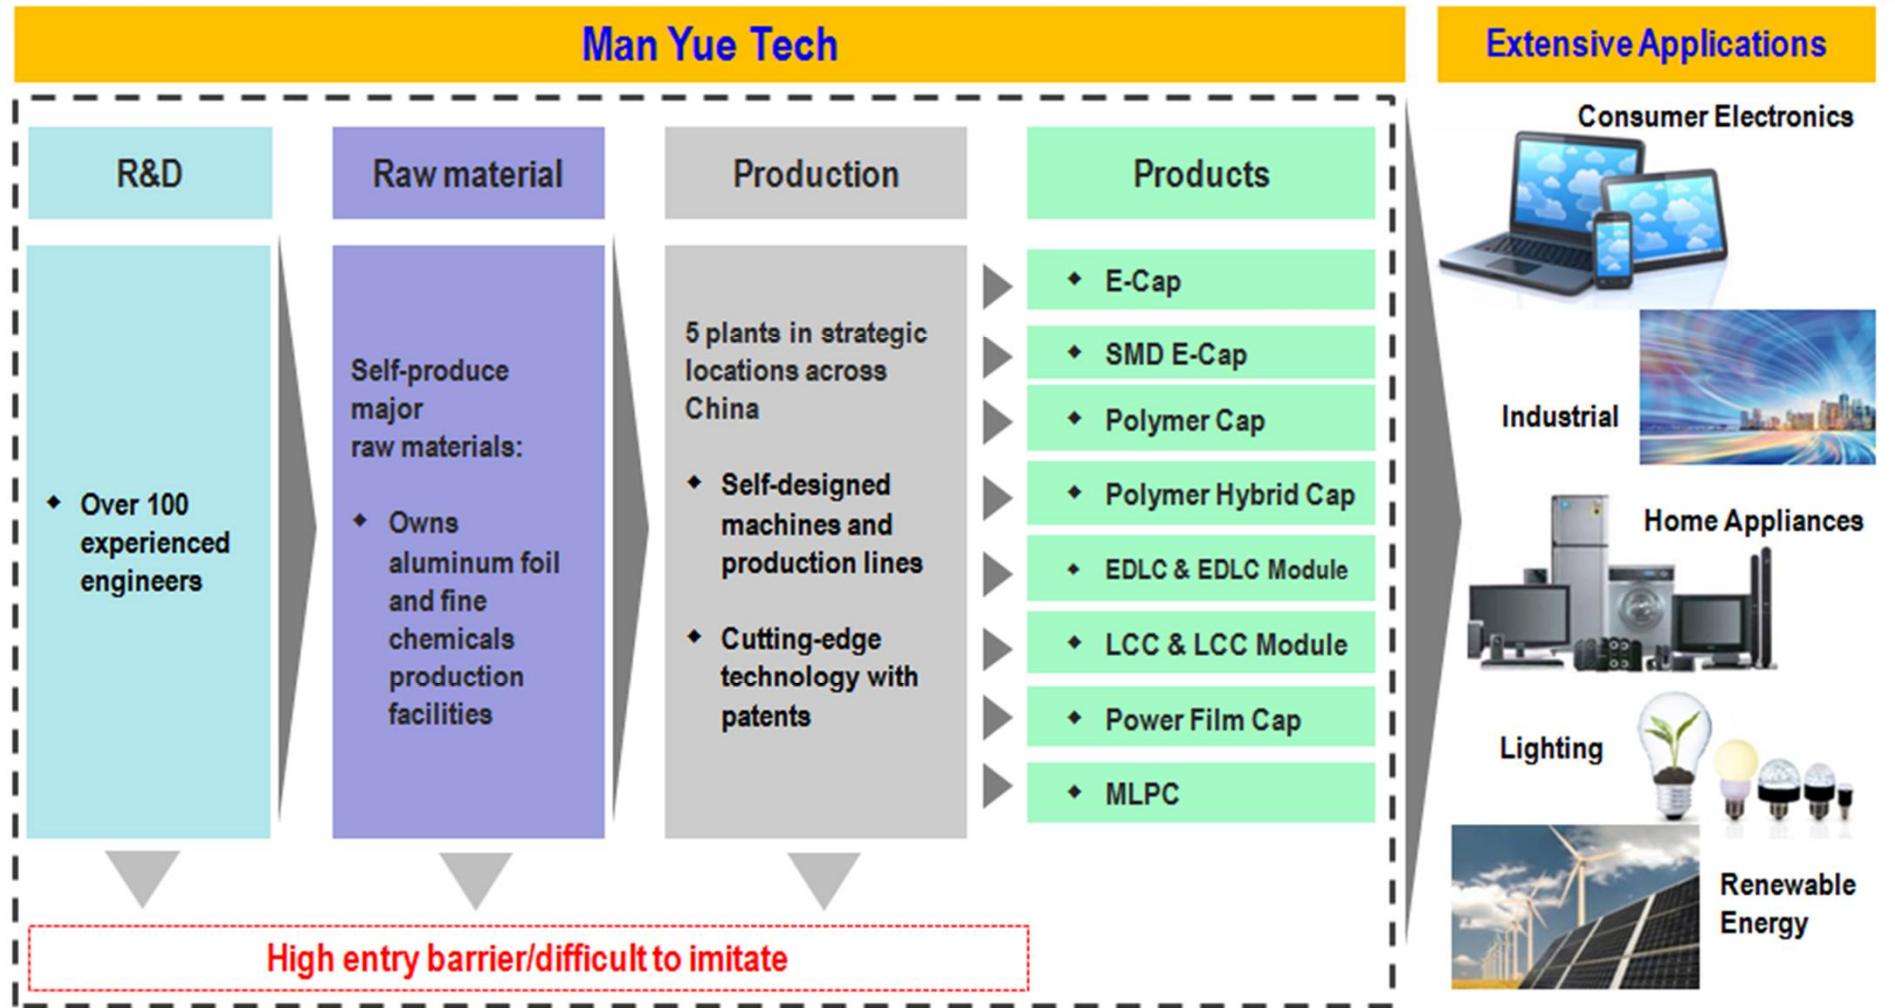 Man Yue Tech
Extensive Applications
R&D
Raw material
Production
Products
◆ Over 100
experienced
engineers
Self-produce
major
raw materials:
◆ Owns
aluminum foil
and fine
chemicals
production
facilities
5 plants in strategic
locations across
China
◆ Self-designed
machines and
production lines
◆ Cutting-edge
technology with
patents
◆ E-Cap
◆ SMD E-Cap
◆ Polymer Cap
◆ Polymer Hybrid Cap
◆ EDLC & EDLC Module
◆ LCC & LCC Module
◆ Power Film Cap
◆ MLPC
High entry barrier/difficult to imitate
Consumer Electronics
Industrial
Home Appliances
Lighting
Renewable
Energy